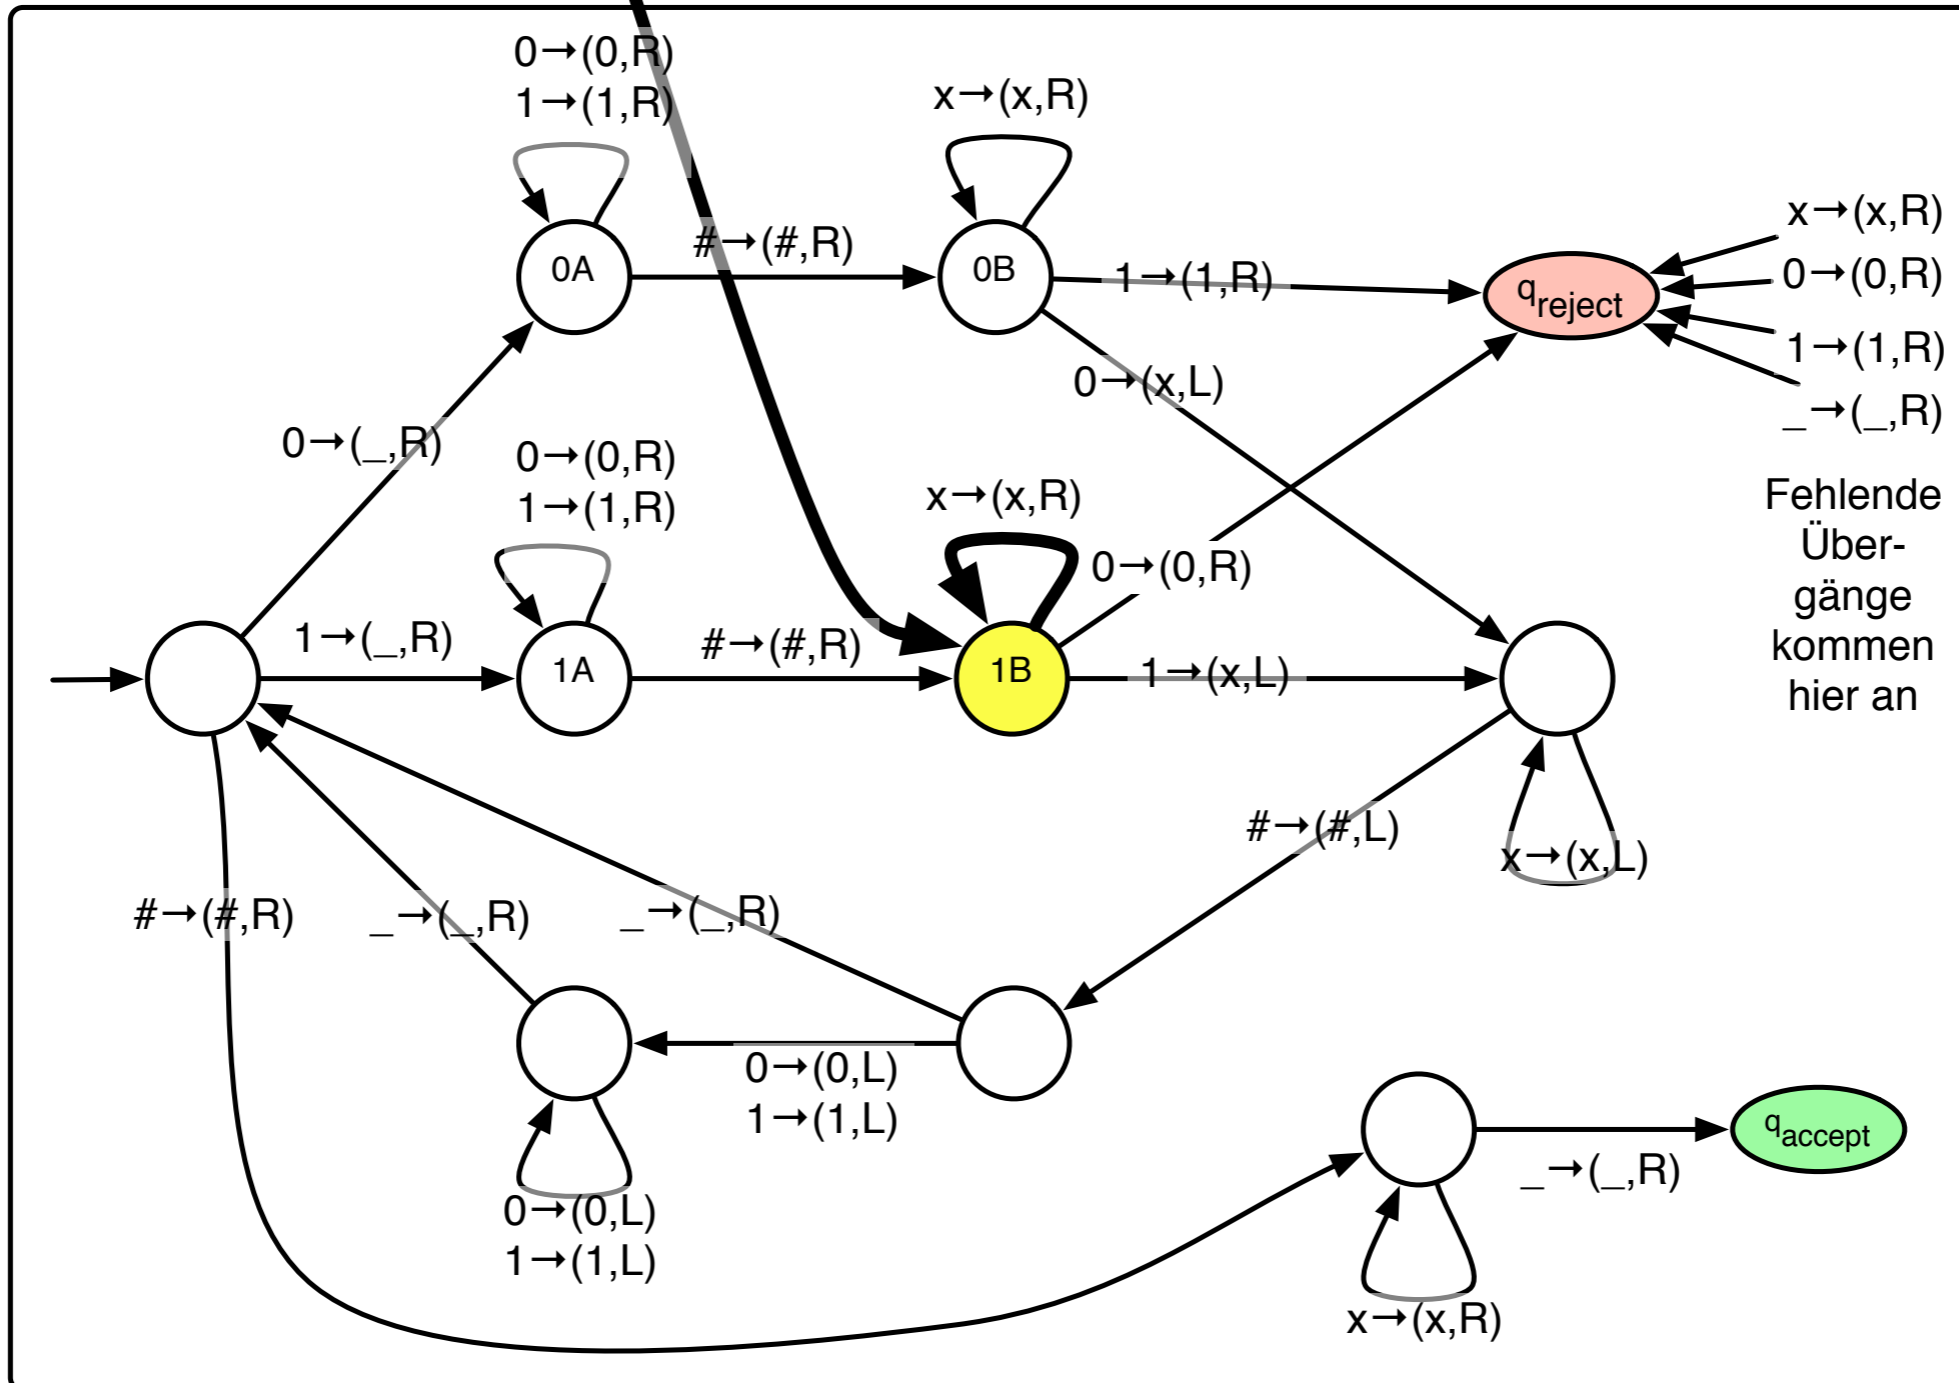 0→(0,R)
1→(1,R)
x→(x,R)
0A
#→(#,R)
0B
1→(1,R)
qreject
x→(x,R)
0→(0,R)
1→(1,R)
_→(_,R)
Fehlende
Über-
gänge
kommen
hier an
0→(x,L)
0→(_,R)
0→(0,R)
1→(1,R)
x→(x,R)
0→(0,R)
1→(_,R)
1A
#→(#,R)
1B
1→(x,L)
#→(#,L)
x→(x,L)
#→(#,R)
_→(_,R)
_→(_,R)
0→(0,L)
1→(1,L)
0→(0,L)
1→(1,L)
qaccept
_→(_,R)
x→(x,R)